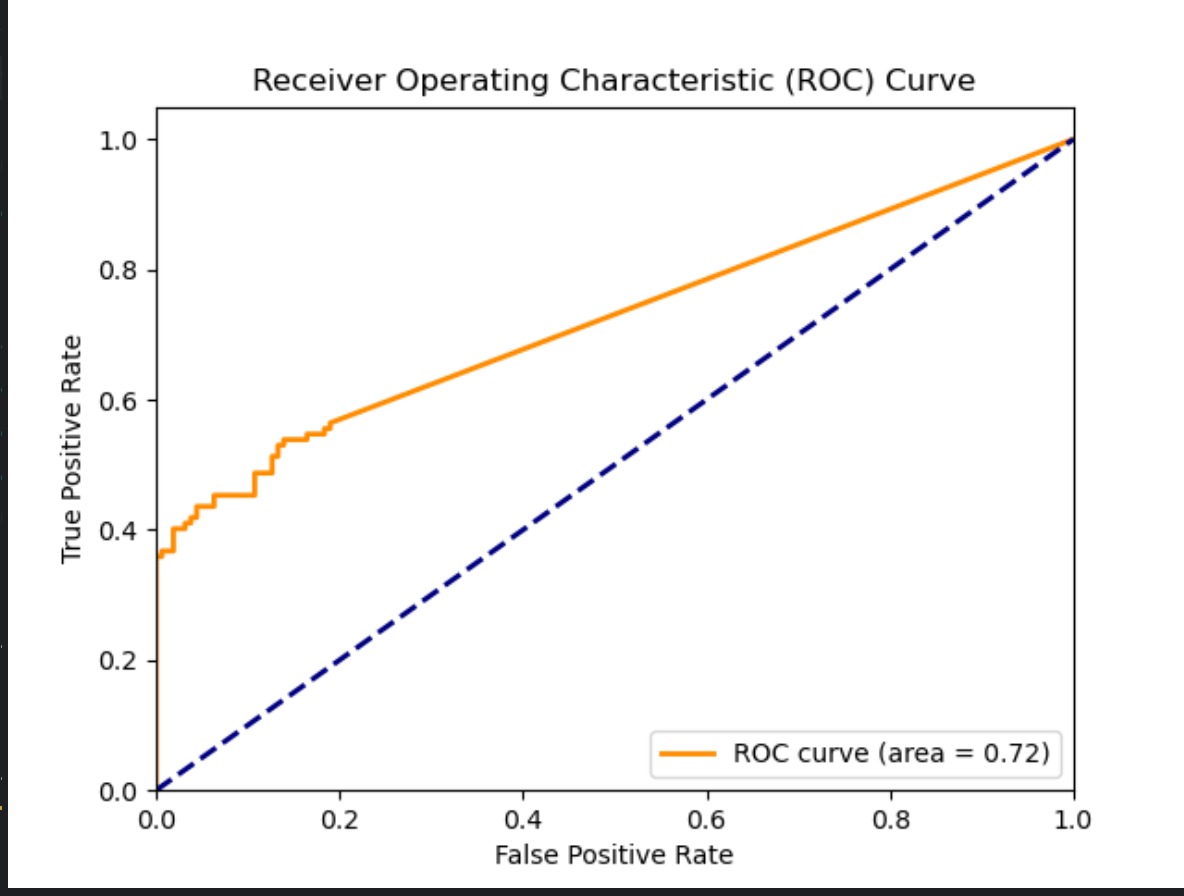 Receiver Operating Characteristic (ROC) Curve
1.0
0.8
0.6
0.4
0.2
0.0
True Positive Rate
ROC curve (area = 0.72)
0.0 0.2 0.4 0.6 0.8 1.0
False Positive Rate